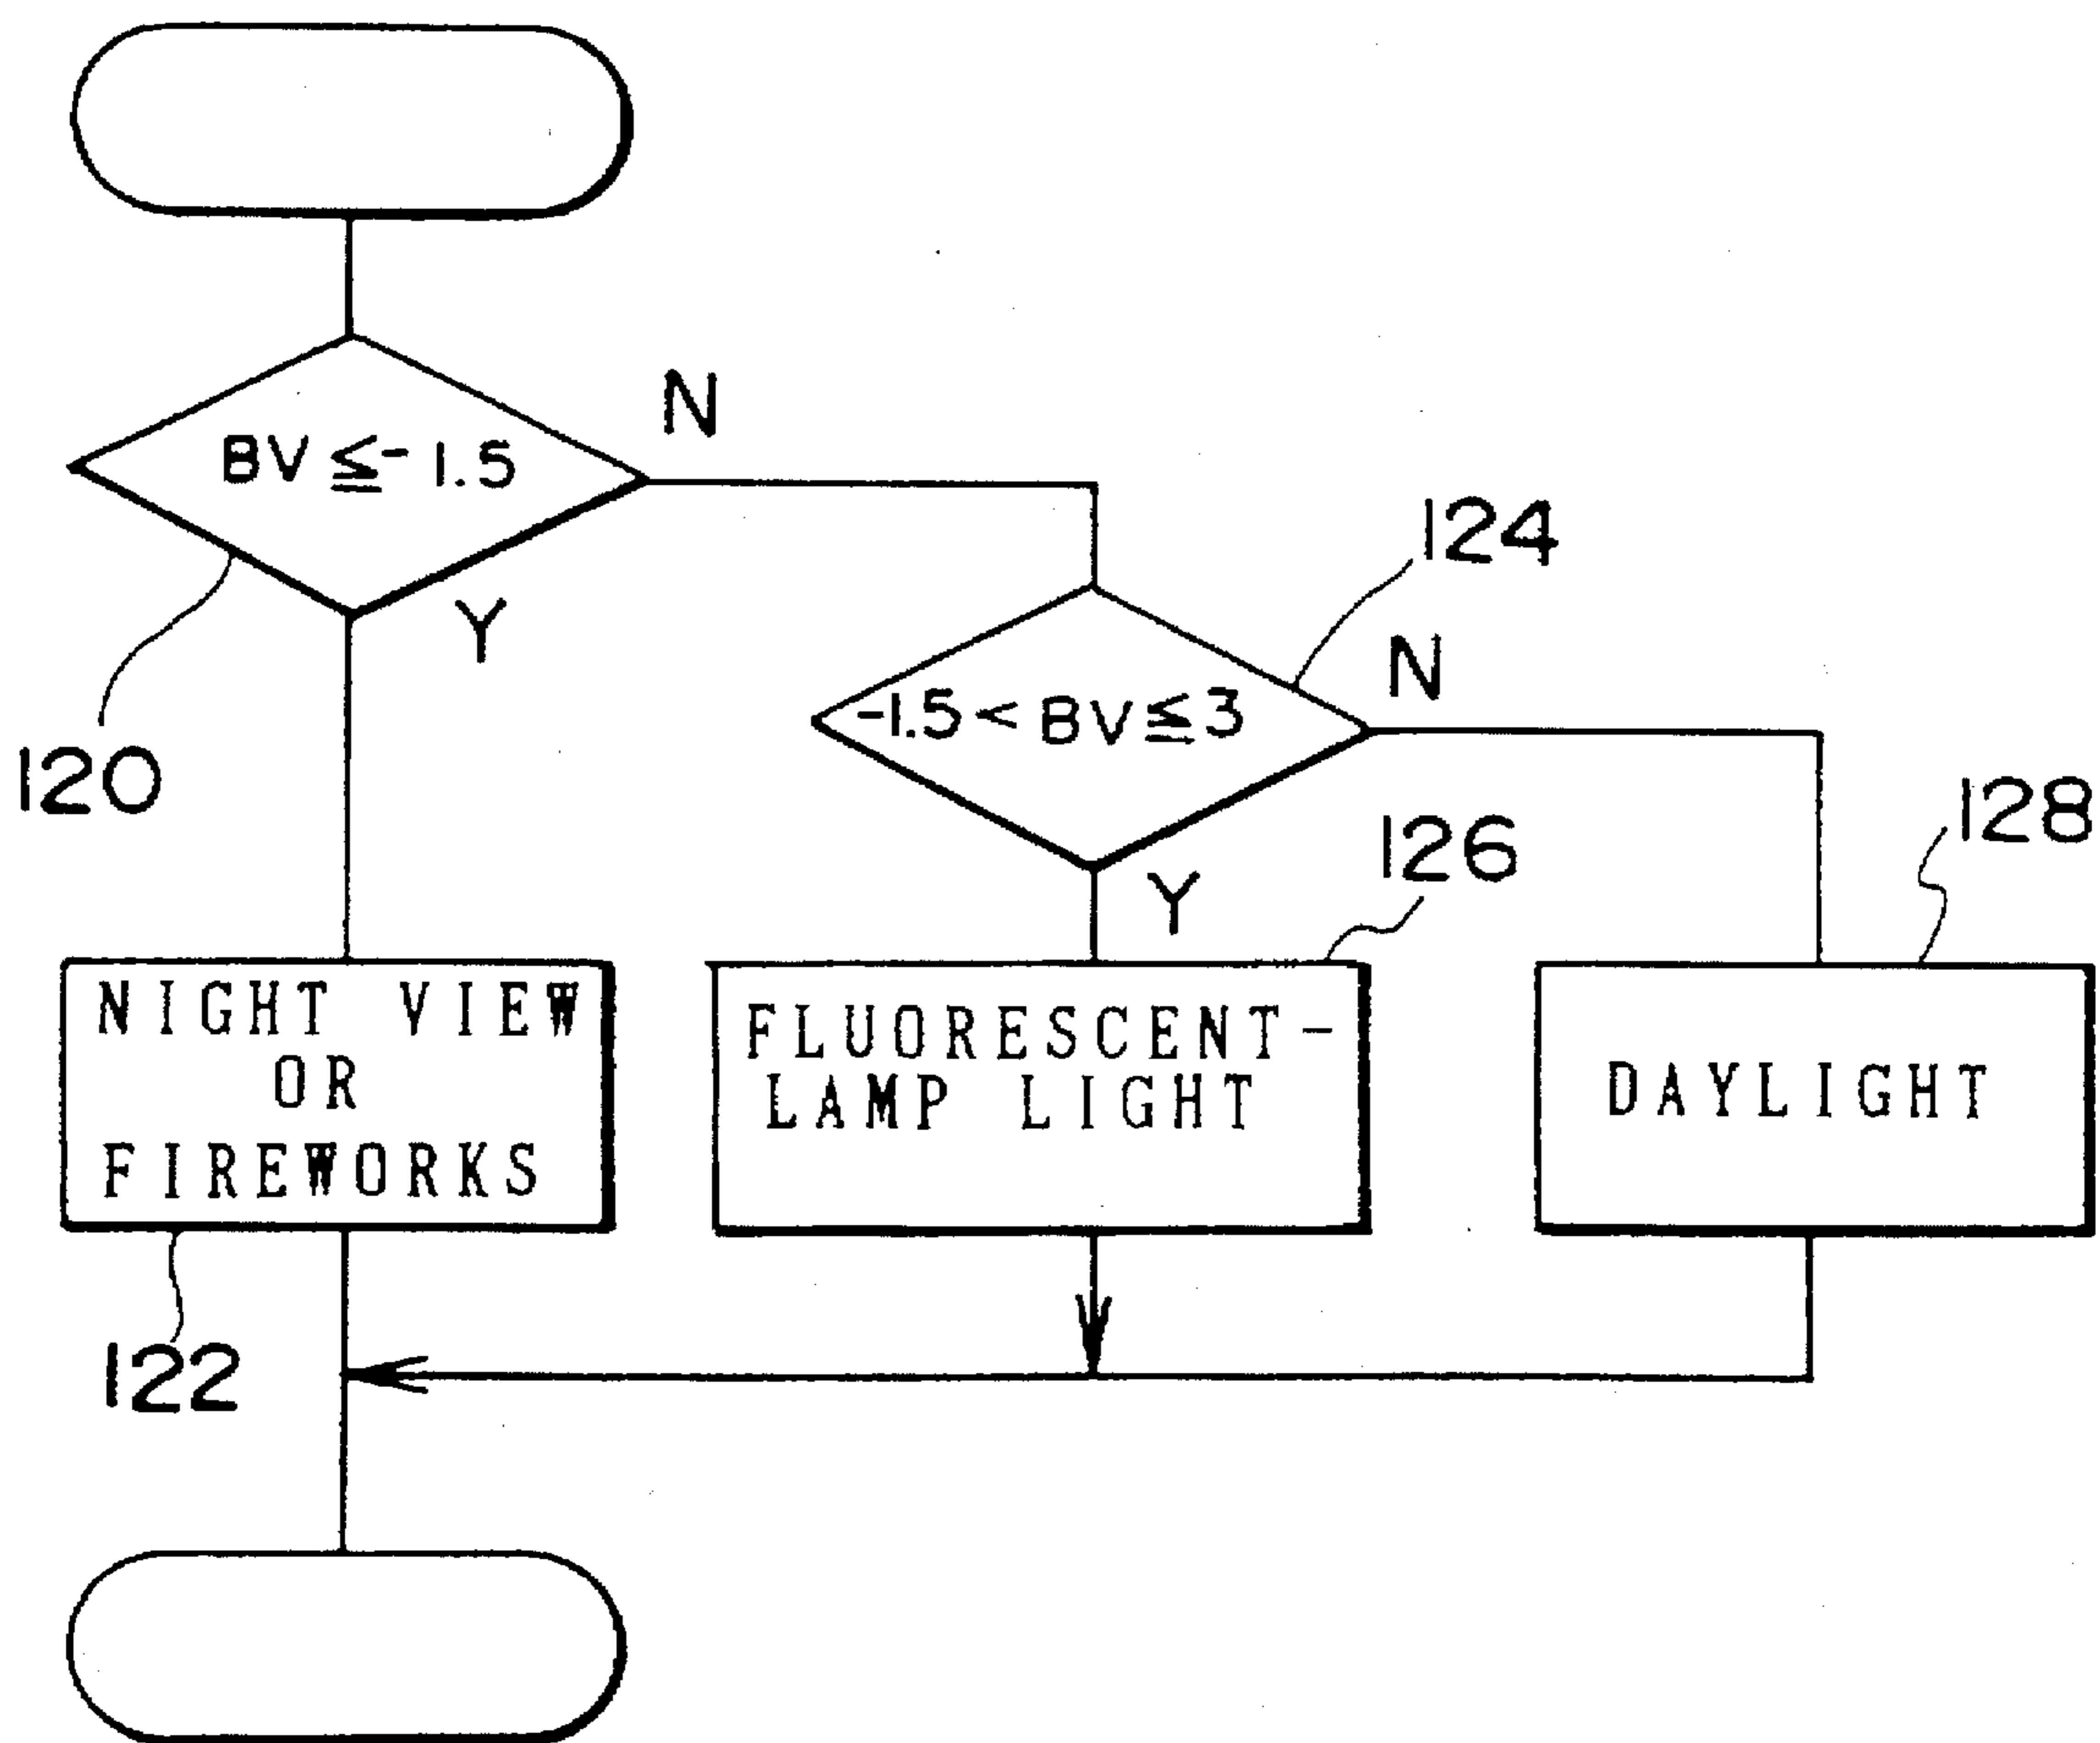 BV ≦ -1.5
N
Y
120
-1.5 < BV ≦ 3
124
N
Y
126
128
NIGHT VIEW
OR
FIREWORKS
FLUORESCENT-
LAMP LIGHT
DAYLIGHT
122